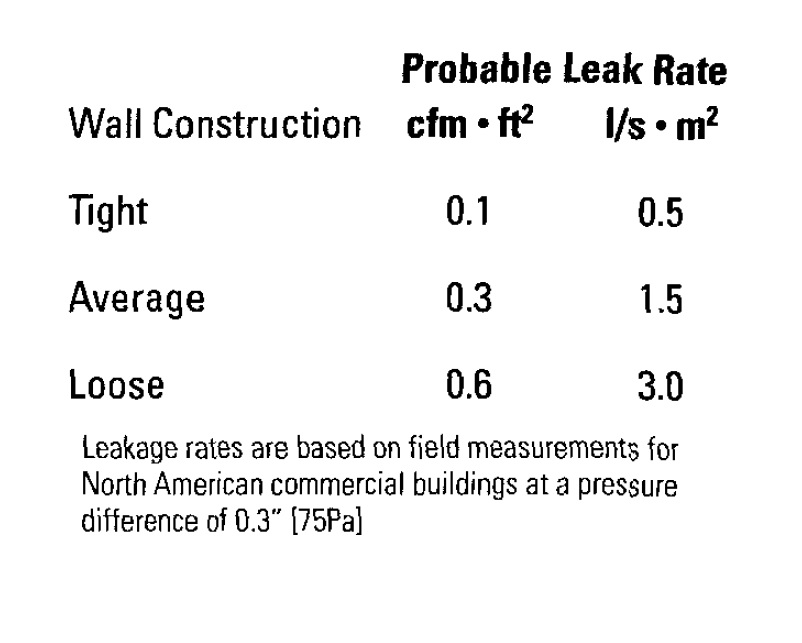 Probable Leak Rate
Wall Construction cfm • ft² l/s • m²
Tight 0.1 0.5
Average 0.3 1.5
Loose 0.6 3.0
Leakage rates are based on field measurements for
North American commercial buildings at a pressure
difference of 0.3″ [75Pa]